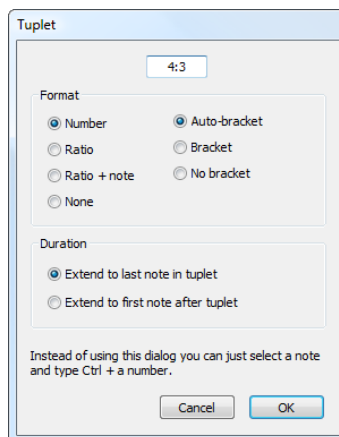 Tuplet
4:3
Format
Number
Auto-bracket
Ratio
Bracket
Ratio + note
No bracket
None
Duration
Extend to last note in tuplet
Extend to first note after tuplet
Instead of using this dialog you can just select a note
and type Ctrl + a number.
Cancel
OK